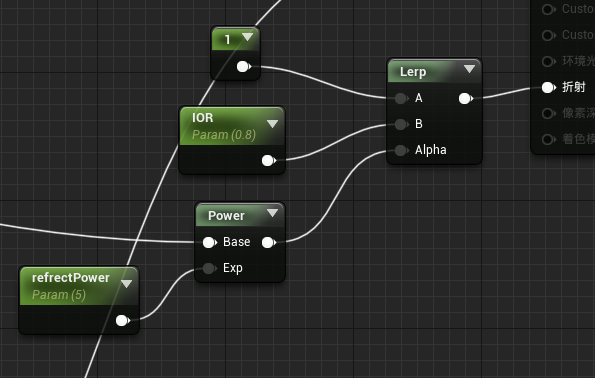 Custo
1
Custo
环境光
Lerp
A
折射
IOR
Param (0.8)
B
像素深
着色模
Alpha
Power
Base
Exp
refrectPower
Param (5)